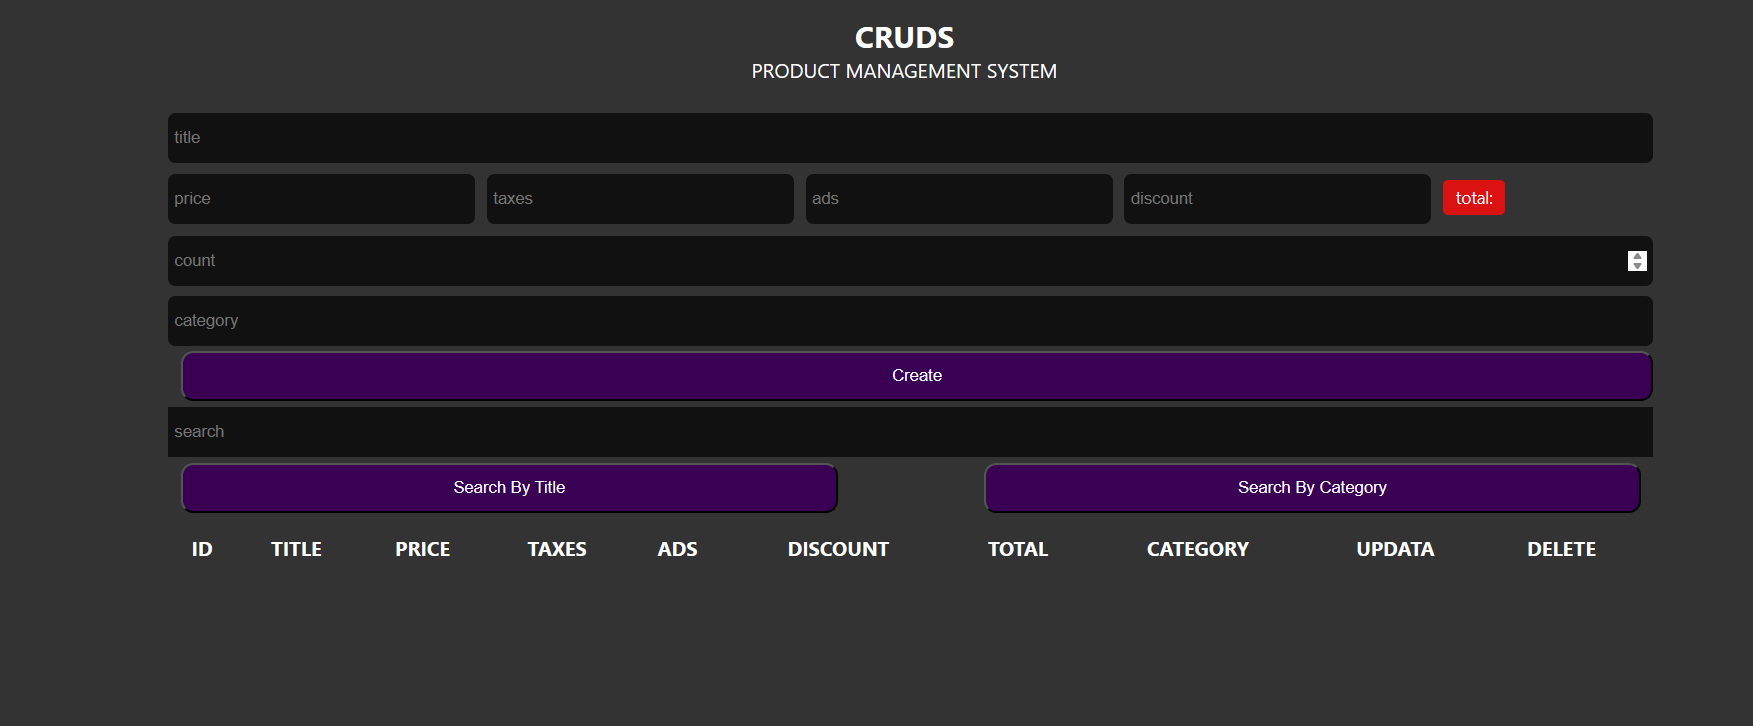 CRUDS
PRODUCT MANAGEMENT SYSTEM
title
price taxes ads discount total:
count
category
Create
search
Search By Title Search By Category
ID TITLE PRICE TAXES ADS DISCOUNT TOTAL CATEGORY UPDATA DELETE